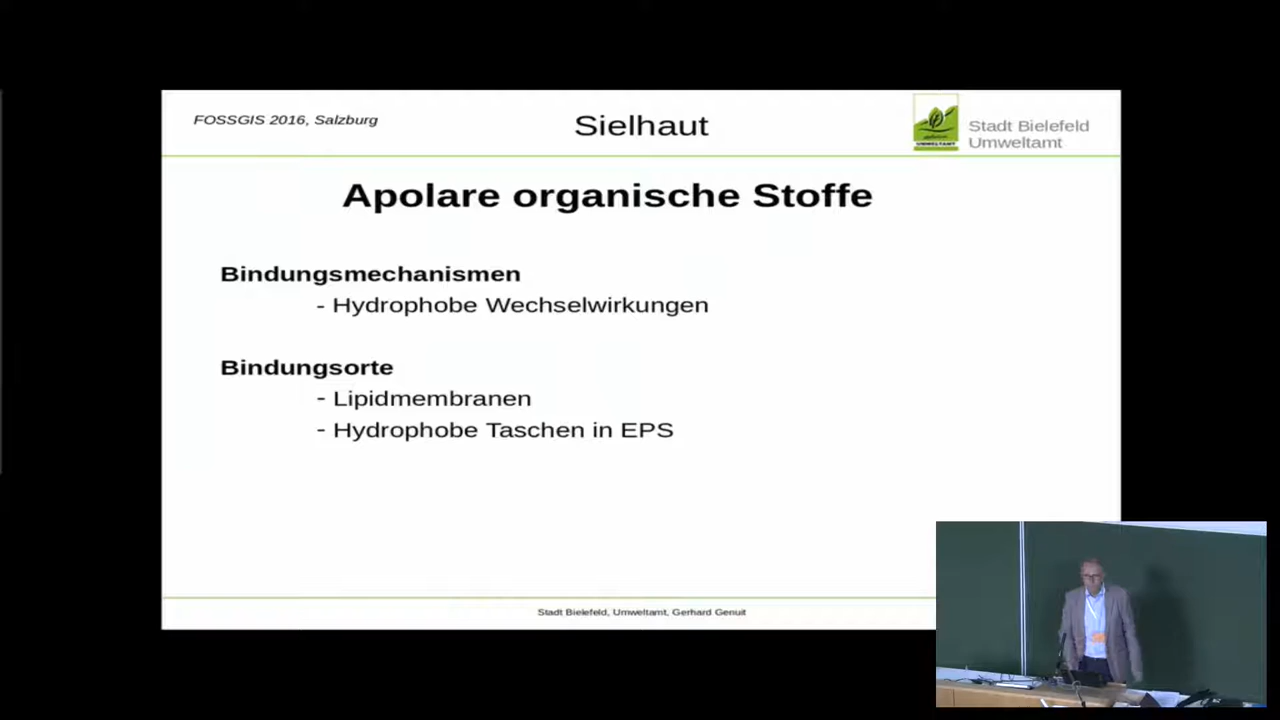 FOSSGIS 2016, Salzburg
Sielhaut
UMWELTAMT
Stadt Bielefeld
Umweltamt
Apolare organische Stoffe
Bindungsmechanismen
- Hydrophobe Wechselwirkungen
Bindungsorte
- Lipidmembranen
- Hydrophobe Taschen in EPS
Stadt Bielefeld, Umweltamt, Gerhard Genuit